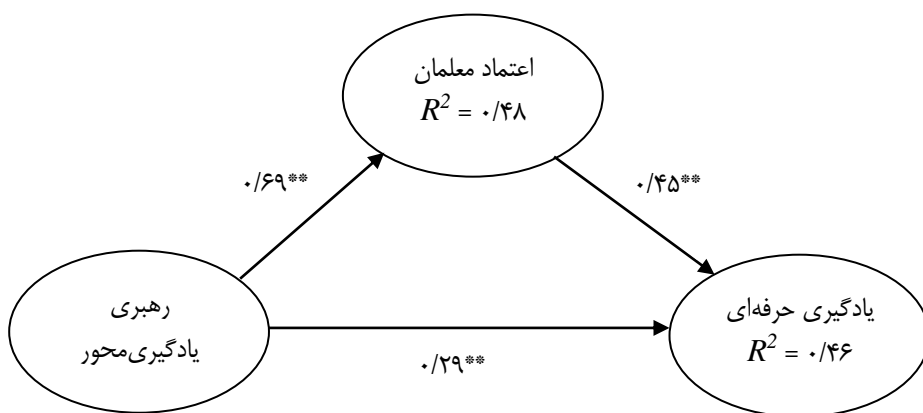 اعتماد معلمان
R² = ۰/۴۸
۰/۶۹**
۰/۴۵**
رهبری
یادگیری‌محور
یادگیری حرفه‌ای
R² = ۰/۴۶
۰/۲۹**